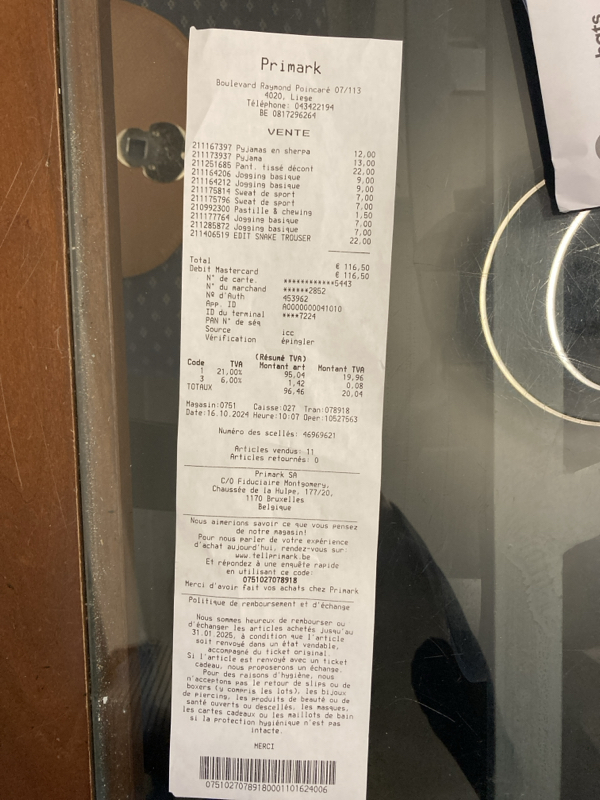 Primark
Boulevard Raymond Poincaré 07/113
4020, Liege
Téléphone: 043422194
BE 0817296264
VENTE
211167397 Pyjamas en sherpa 12,00
211173937 Pyjama 13,00
211251685 Pant. tissé décont 22,00
211164206 Jogging basique 9,00
211164212 Jogging basique 9,00
211175814 Sweat de sport 7,00
211175796 Sweat de sport 7,00
210992300 Pastille & chewing 1,50
211177764 Jogging basique 7,00
211285872 Jogging basique 7,00
211406519 EDIT SNAKE TROUSER 22,00
Total € 116,50
Debit Mastercard € 116,50
N° de carte. ************5443
N° du marchand ******2852
Nº d'Auth 453962
App. ID A0000000041010
ID du terminal ****7224
PAN N° de séq
Source icc
Vérification épingler
(Résumé TVA)
Code TVA Montant art Montant TVA
1 21,00% 95,04 19,96
3 6,00% 1,42 0,08
TOTAUX 96,46 20,04
Magasin:0751 Caisse:027 Tran:078918
Date:16.10.2024 Heure:10:07 Oper:10527563
Numéro des scellés: 46969621
Articles vendus: 11
Articles retournés: 0
Primark SA
C/O Fiduciaire Montgomery,
Chaussée de la Hulpe, 177/20,
1170 Bruxelles
Belgique
Nous aimerions savoir ce que vous pensez
de notre magasin!
Pour nous parler de votre expérience
d'achat aujourd'hui, rendez-vous sur:
www.tellprimark.be
Et répondez à une enquête rapide
en utilisant ce code:
0751027078918
Merci d'avoir fait vos achats chez Primark
Politique de remboursement et d'échange
Nous sommes heureux de rembourser ou
d'échanger les articles achetés jusqu'au
31.01.2025, à condition que l'article
soit renvoyé dans un état vendable,
accompagné du ticket original.
Si l'article est renvoyé avec un ticket
cadeau, nous proposerons un échange.
Pour des raisons d'hygiène, nous
n'acceptons pas le retour de slips ou de
boxers (y compris les lots), les bijoux
de piercings, les produits de beauté ou de
santé ouverts ou descellés, les masques,
les cartes cadeaux ou les maillots de bain
si la protection hygiénique n'est pas
intacte.
MERCI
07510270789180001101624006